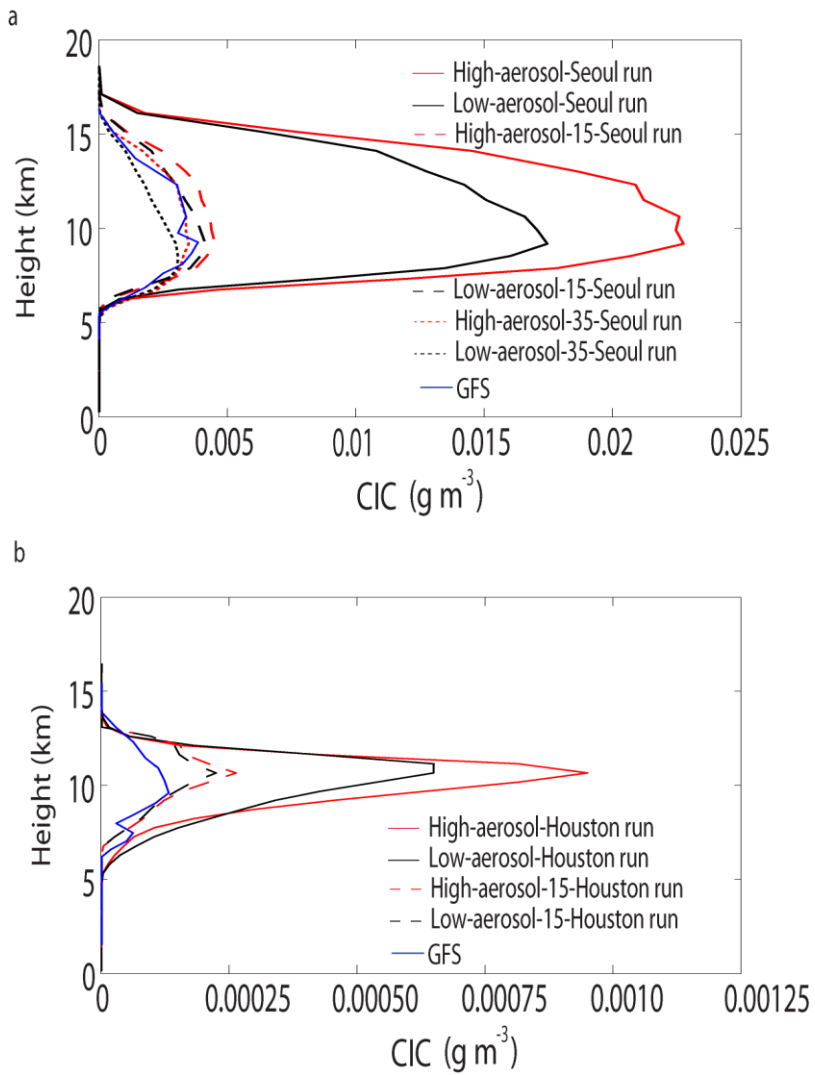 a
20
High-aerosol-Seoul run
Low-aerosol-Seoul run
High-aerosol-15-Seoul run
15
Height (km)
10
Low-aerosol-15-Seoul run
High-aerosol-35-Seoul run
5
Low-aerosol-35-Seoul run
GFS
0
0 0.005 0.01 0.015 0.02 0.025
CIC (g m-3)
b
20
15
Height (km)
10
High-aerosol-Houston run
Low-aerosol-Houston run
5
High-aerosol-15-Houston run
Low-aerosol-15-Houston run
GFS
0
0 0.00025 0.00050 0.00075 0.0010 0.00125
CIC (g m-3)